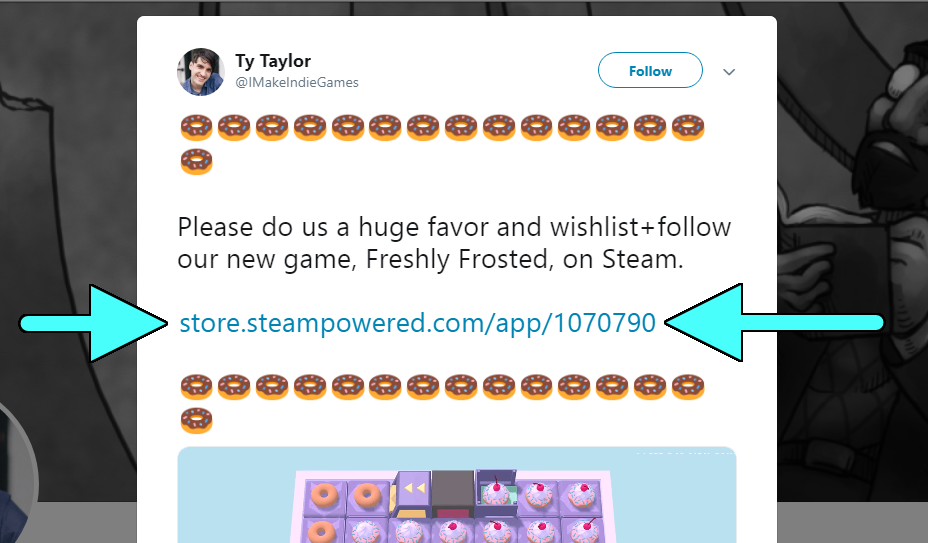 Ty Taylor
@IMakeIndieGames
Follow
🍩🍩🍩🍩🍩🍩🍩🍩🍩🍩🍩🍩🍩🍩
🍩
Please do us a huge favor and wishlist+follow
our new game, Freshly Frosted, on Steam.
store.steampowered.com/app/1070790
🍩🍩🍩🍩🍩🍩🍩🍩🍩🍩🍩🍩🍩🍩
🍩